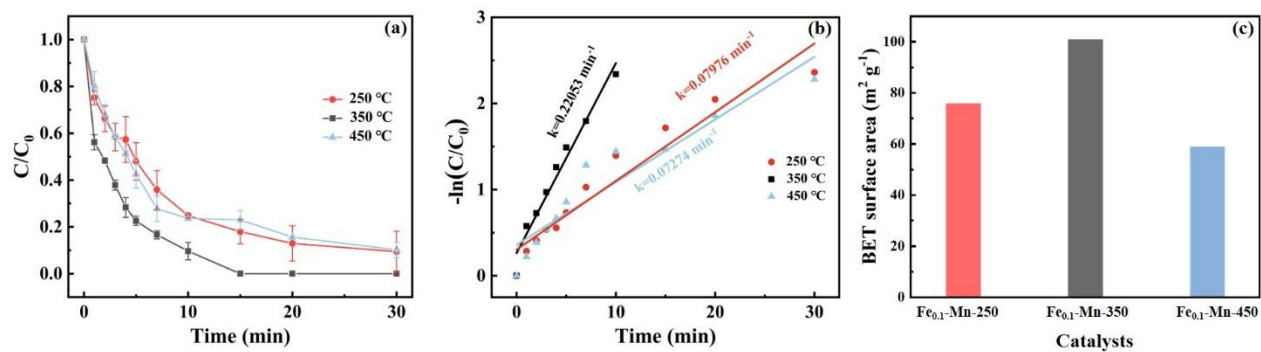 (a)
C/C₀
1.0
0.8
0.6
0.4
0.2
0.0
250 °C
350 °C
450 °C
0
10
20
30
Time (min)
(b)
-ln(C/C₀)
3
2
1
0
k=0.22053 min⁻¹
k=0.07976 min⁻¹
k=0.07274 min⁻¹
250 °C
350 °C
450 °C
0
10
20
30
Time (min)
(c)
BET surface area (m² g⁻¹)
100
80
60
40
20
0
Fe₀.₁-Mn-250
Fe₀.₁-Mn-350
Fe₀.₁-Mn-450
Catalysts